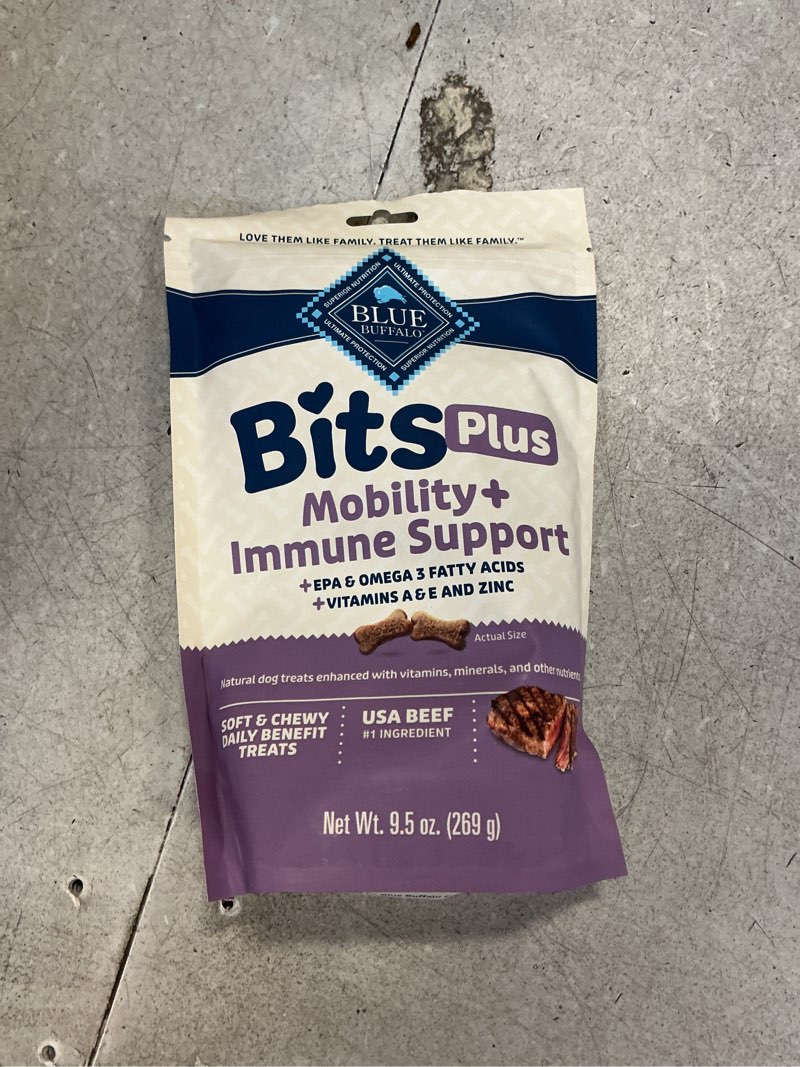 LOVE THEM LIKE FAMILY. TREAT THEM LIKE FAMILY.™
SUPERIOR NUTRITION
ULTIMATE PROTECTION
BLUE
BUFFALO
ULTIMATE PROTECTION
SUPERIOR NUTRITION
Bits Plus
Mobility+
Immune Support
+EPA & OMEGA 3 FATTY ACIDS
+VITAMINS A & E AND ZINC
Actual Size
Natural dog treats enhanced with vitamins, minerals, and other nutrients
SOFT & CHEWY
DAILY BENEFIT
TREATS
USA BEEF
#1 INGREDIENT
Net Wt. 9.5 oz. (269 g)
Blue Buffalo